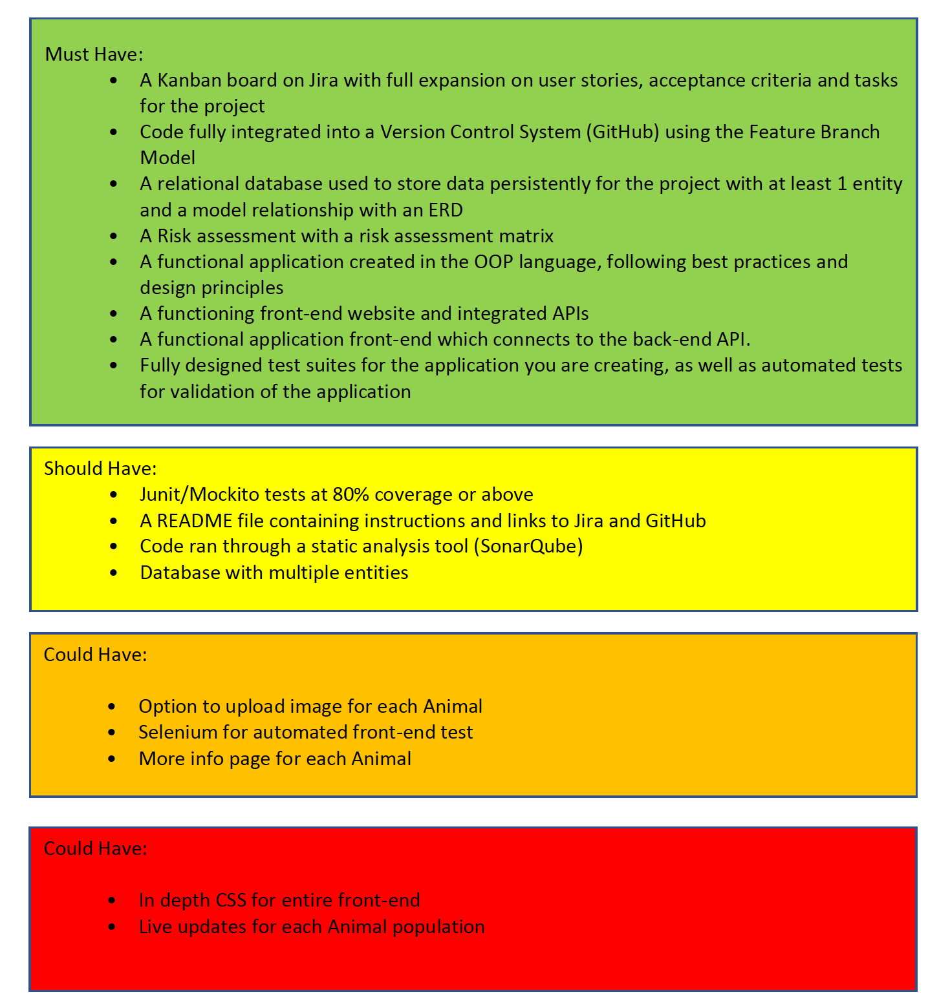 Must Have:
• A Kanban board on Jira with full expansion on user stories, acceptance criteria and tasks
for the project
• Code fully integrated into a Version Control System (GitHub) using the Feature Branch
Model
• A relational database used to store data persistently for the project with at least 1 entity
and a model relationship with an ERD
• A Risk assessment with a risk assessment matrix
• A functional application created in the OOP language, following best practices and
design principles
• A functioning front-end website and integrated APIs
• A functional application front-end which connects to the back-end API.
• Fully designed test suites for the application you are creating, as well as automated tests
for validation of the application
Should Have:
• Junit/Mockito tests at 80% coverage or above
• A README file containing instructions and links to Jira and GitHub
• Code ran through a static analysis tool (SonarQube)
• Database with multiple entities
Could Have:
• Option to upload image for each Animal
• Selenium for automated front-end test
• More info page for each Animal
Could Have:
• In depth CSS for entire front-end
• Live updates for each Animal population